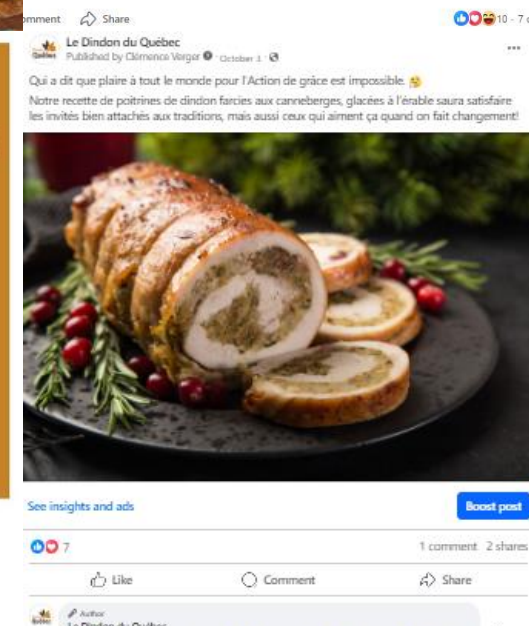 omment Share 10 · 7 c
Le Dindon du Québec
Published by Clémence Verger · October 3 ·
Qui a dit que plaire à tout le monde pour l'Action de grâce est impossible.
Notre recette de poitrines de dindon farcies aux canneberges, glacées à l'érable saura satisfaire
les invités bien attachés aux traditions, mais aussi ceux qui aiment ça quand on fait changement!
See insights and ads Boost post
7 1 comment 2 shares
Like Comment Share
Author
Le Dindon du Québec